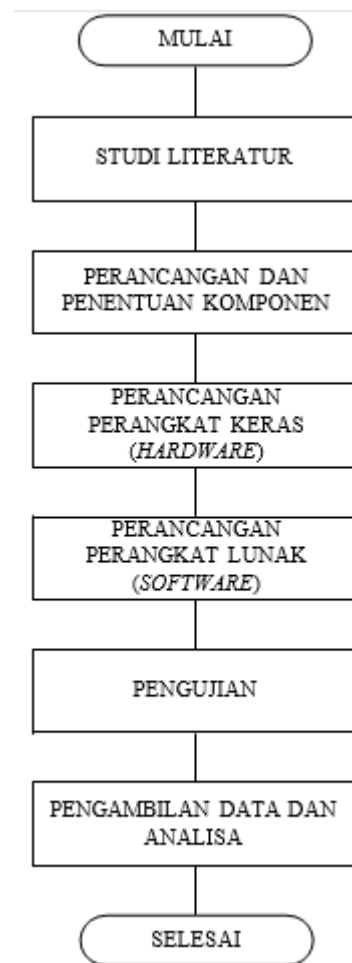 MULAI
STUDI LITERATUR
PERANCANGAN DAN
PENENTUAN KOMPONEN
PERANCANGAN
PERANGKAT KERAS
(HARDWARE)
PERANCANGAN
PERANGKAT LUNAK
(SOFTWARE)
PENGUJIAN
PENGAMBILAN DATA DAN
ANALISA
SELESAI